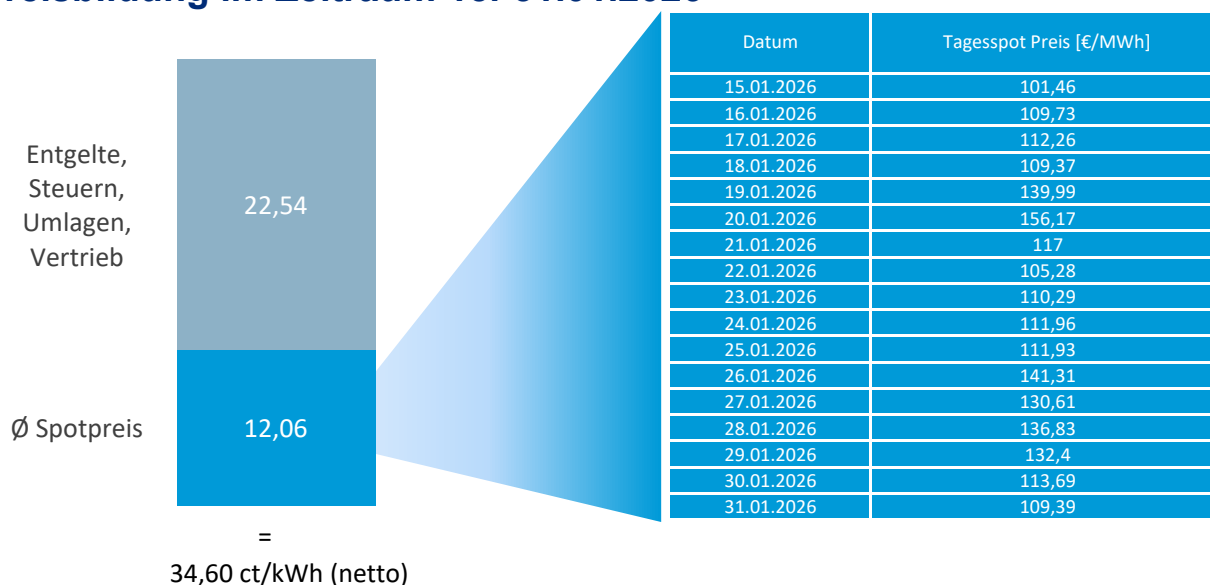 Entgelte,
Steuern,
Umlagen,
Vertrieb
22,54
Ø Spotpreis
12,06
=
34,60 ct/kWh (netto)
Datum Tagesspot Preis [€/MWh]
15.01.2026 101,46
16.01.2026 109,73
17.01.2026 112,26
18.01.2026 109,37
19.01.2026 139,99
20.01.2026 156,17
21.01.2026 117
22.01.2026 105,28
23.01.2026 110,29
24.01.2026 111,96
25.01.2026 111,93
26.01.2026 141,31
27.01.2026 130,61
28.01.2026 136,83
29.01.2026 132,4
30.01.2026 113,69
31.01.2026 109,39